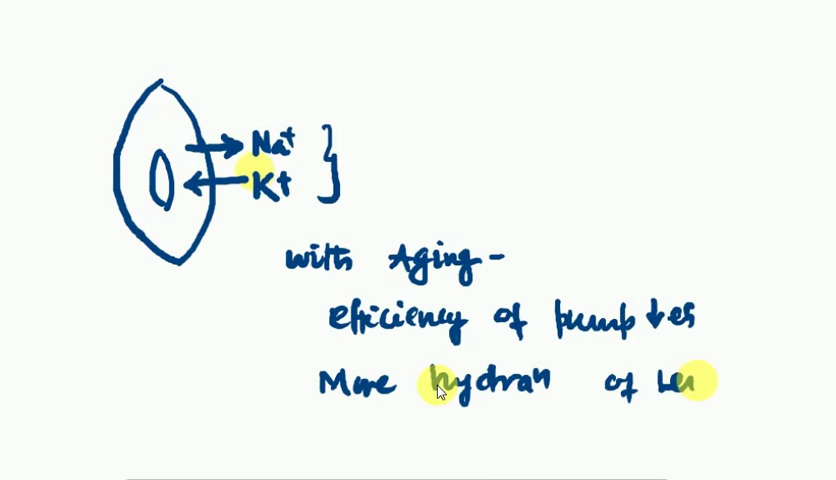 Na+ }
K+
with Aging -
efficiency of pump ↓es
More hydran of Len